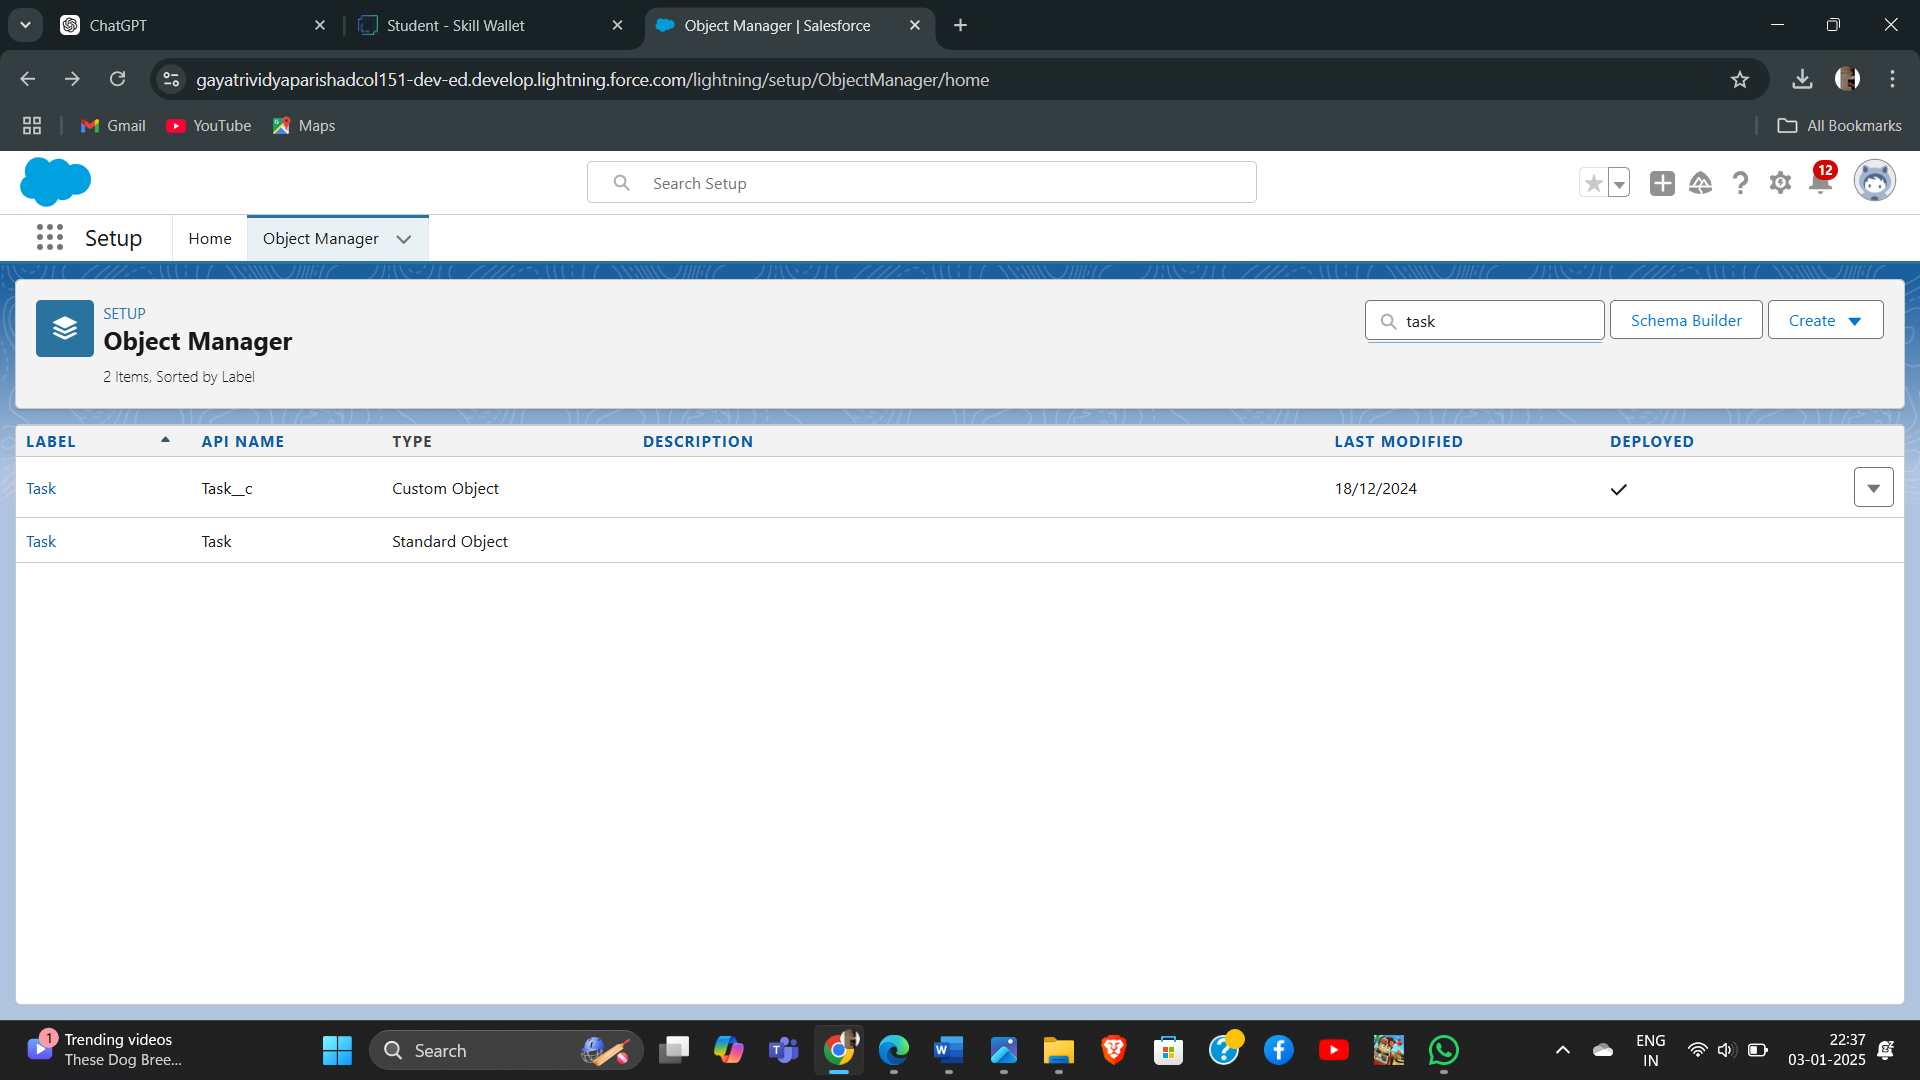 ChatGPT
Student - Skill Wallet
Object Manager | Salesforce
gayatrividyaparishadcol151-dev-ed.develop.lightning.force.com/lightning/setup/ObjectManager/home
Gmail
YouTube
Maps
All Bookmarks
Search Setup
12
Setup
Home
Object Manager
SETUP
Object Manager
2 Items, Sorted by Label
task
Schema Builder
Create
LABEL API NAME TYPE DESCRIPTION LAST MODIFIED DEPLOYED
Task Task__c Custom Object 18/12/2024
Task Task Standard Object
1
Trending videos
These Dog Bree...
Search
ENG
IN
22:37
03-01-2025